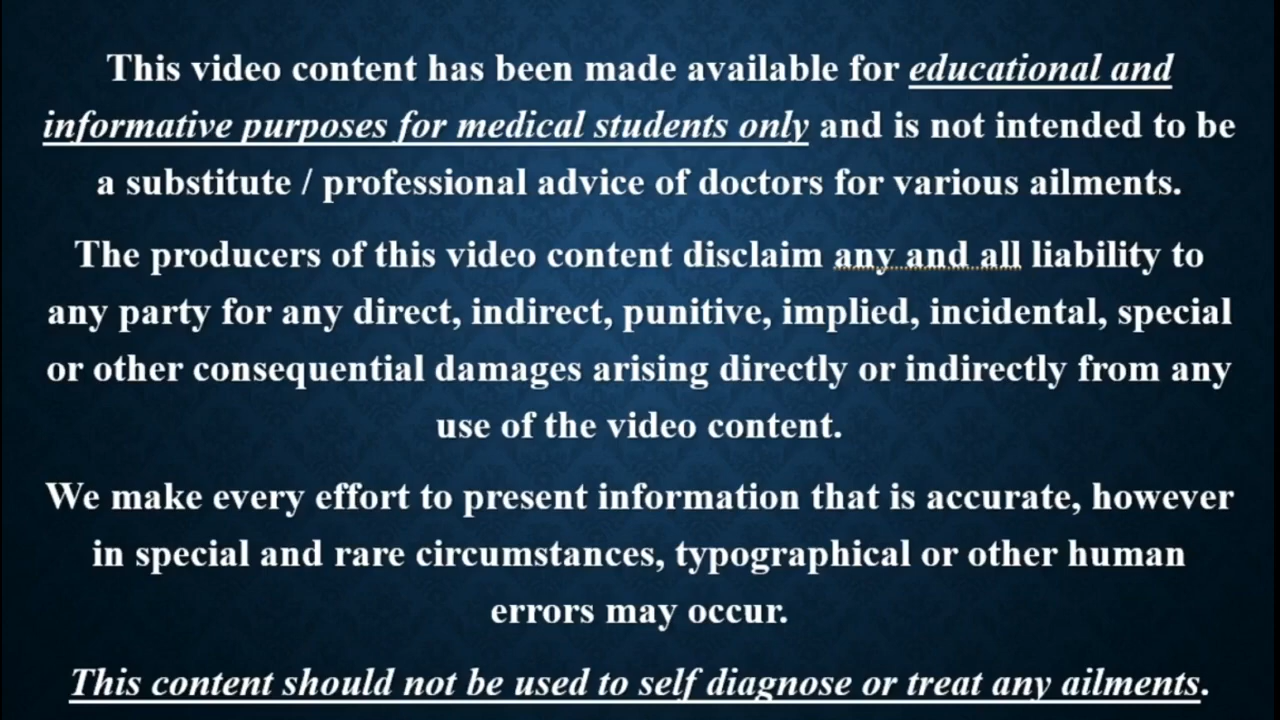 This video content has been made available for educational and
informative purposes for medical students only and is not intended to be
a substitute / professional advice of doctors for various ailments.
The producers of this video content disclaim any and all liability to
any party for any direct, indirect, punitive, implied, incidental, special
or other consequential damages arising directly or indirectly from any
use of the video content.
We make every effort to present information that is accurate, however
in special and rare circumstances, typographical or other human
errors may occur.
This content should not be used to self diagnose or treat any ailments.